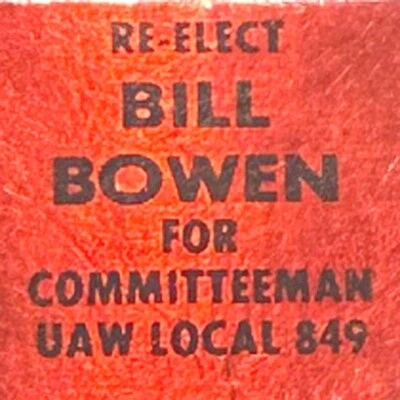 RE-ELECT
BILL
BOWEN
FOR
COMMITTEEMAN
UAW LOCAL 849